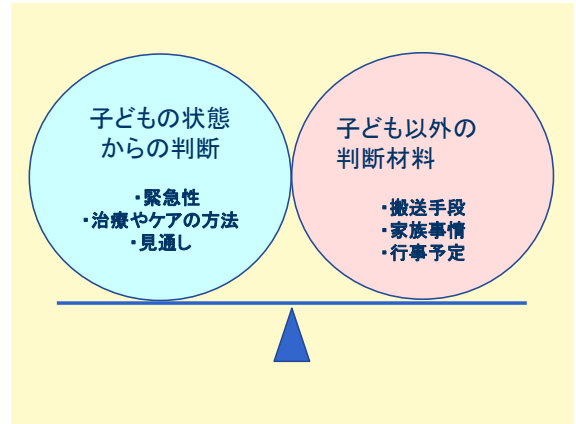 子どもの状態
からの判断
・緊急性
・治療やケアの方法
・見通し
子ども以外の
判断材料
・搬送手段
・家族事情
・行事予定